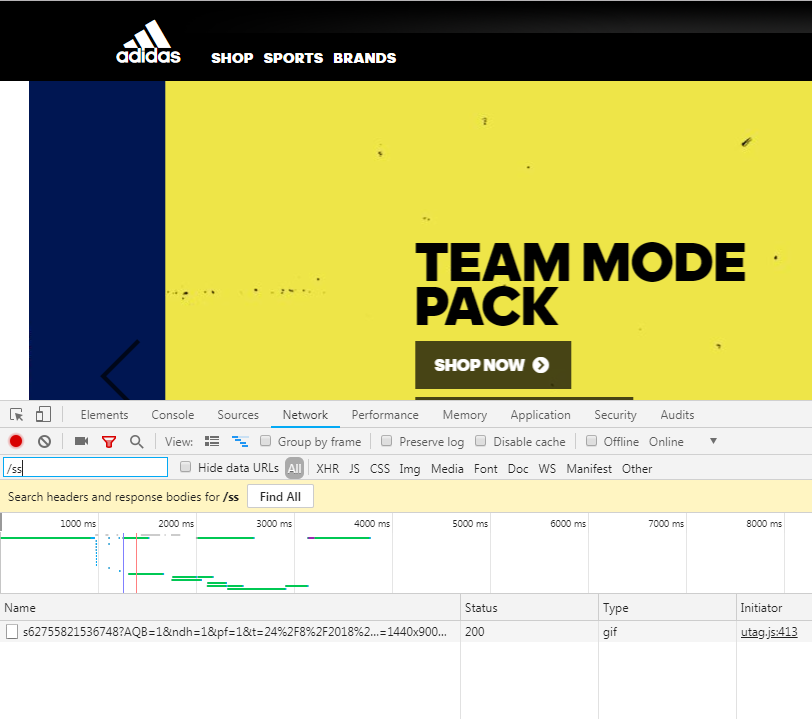 adidas
SHOP SPORTS BRANDS
TEAM MODE
PACK
SHOP NOW
Elements Console Sources Network Performance Memory Application Security Audits
View: Group by frame Preserve log Disable cache Offline Online
/ss Hide data URLs All XHR JS CSS Img Media Font Doc WS Manifest Other
Search headers and response bodies for /ss Find All
1000 ms 2000 ms 3000 ms 4000 ms 5000 ms 6000 ms 7000 ms 8000 ms
Name Status Type Initiator
s62755821536748?AQB=1&ndh=1&pf=1&t=24%2F8%2F2018%2...=1440x900... 200 gif utag.js:413